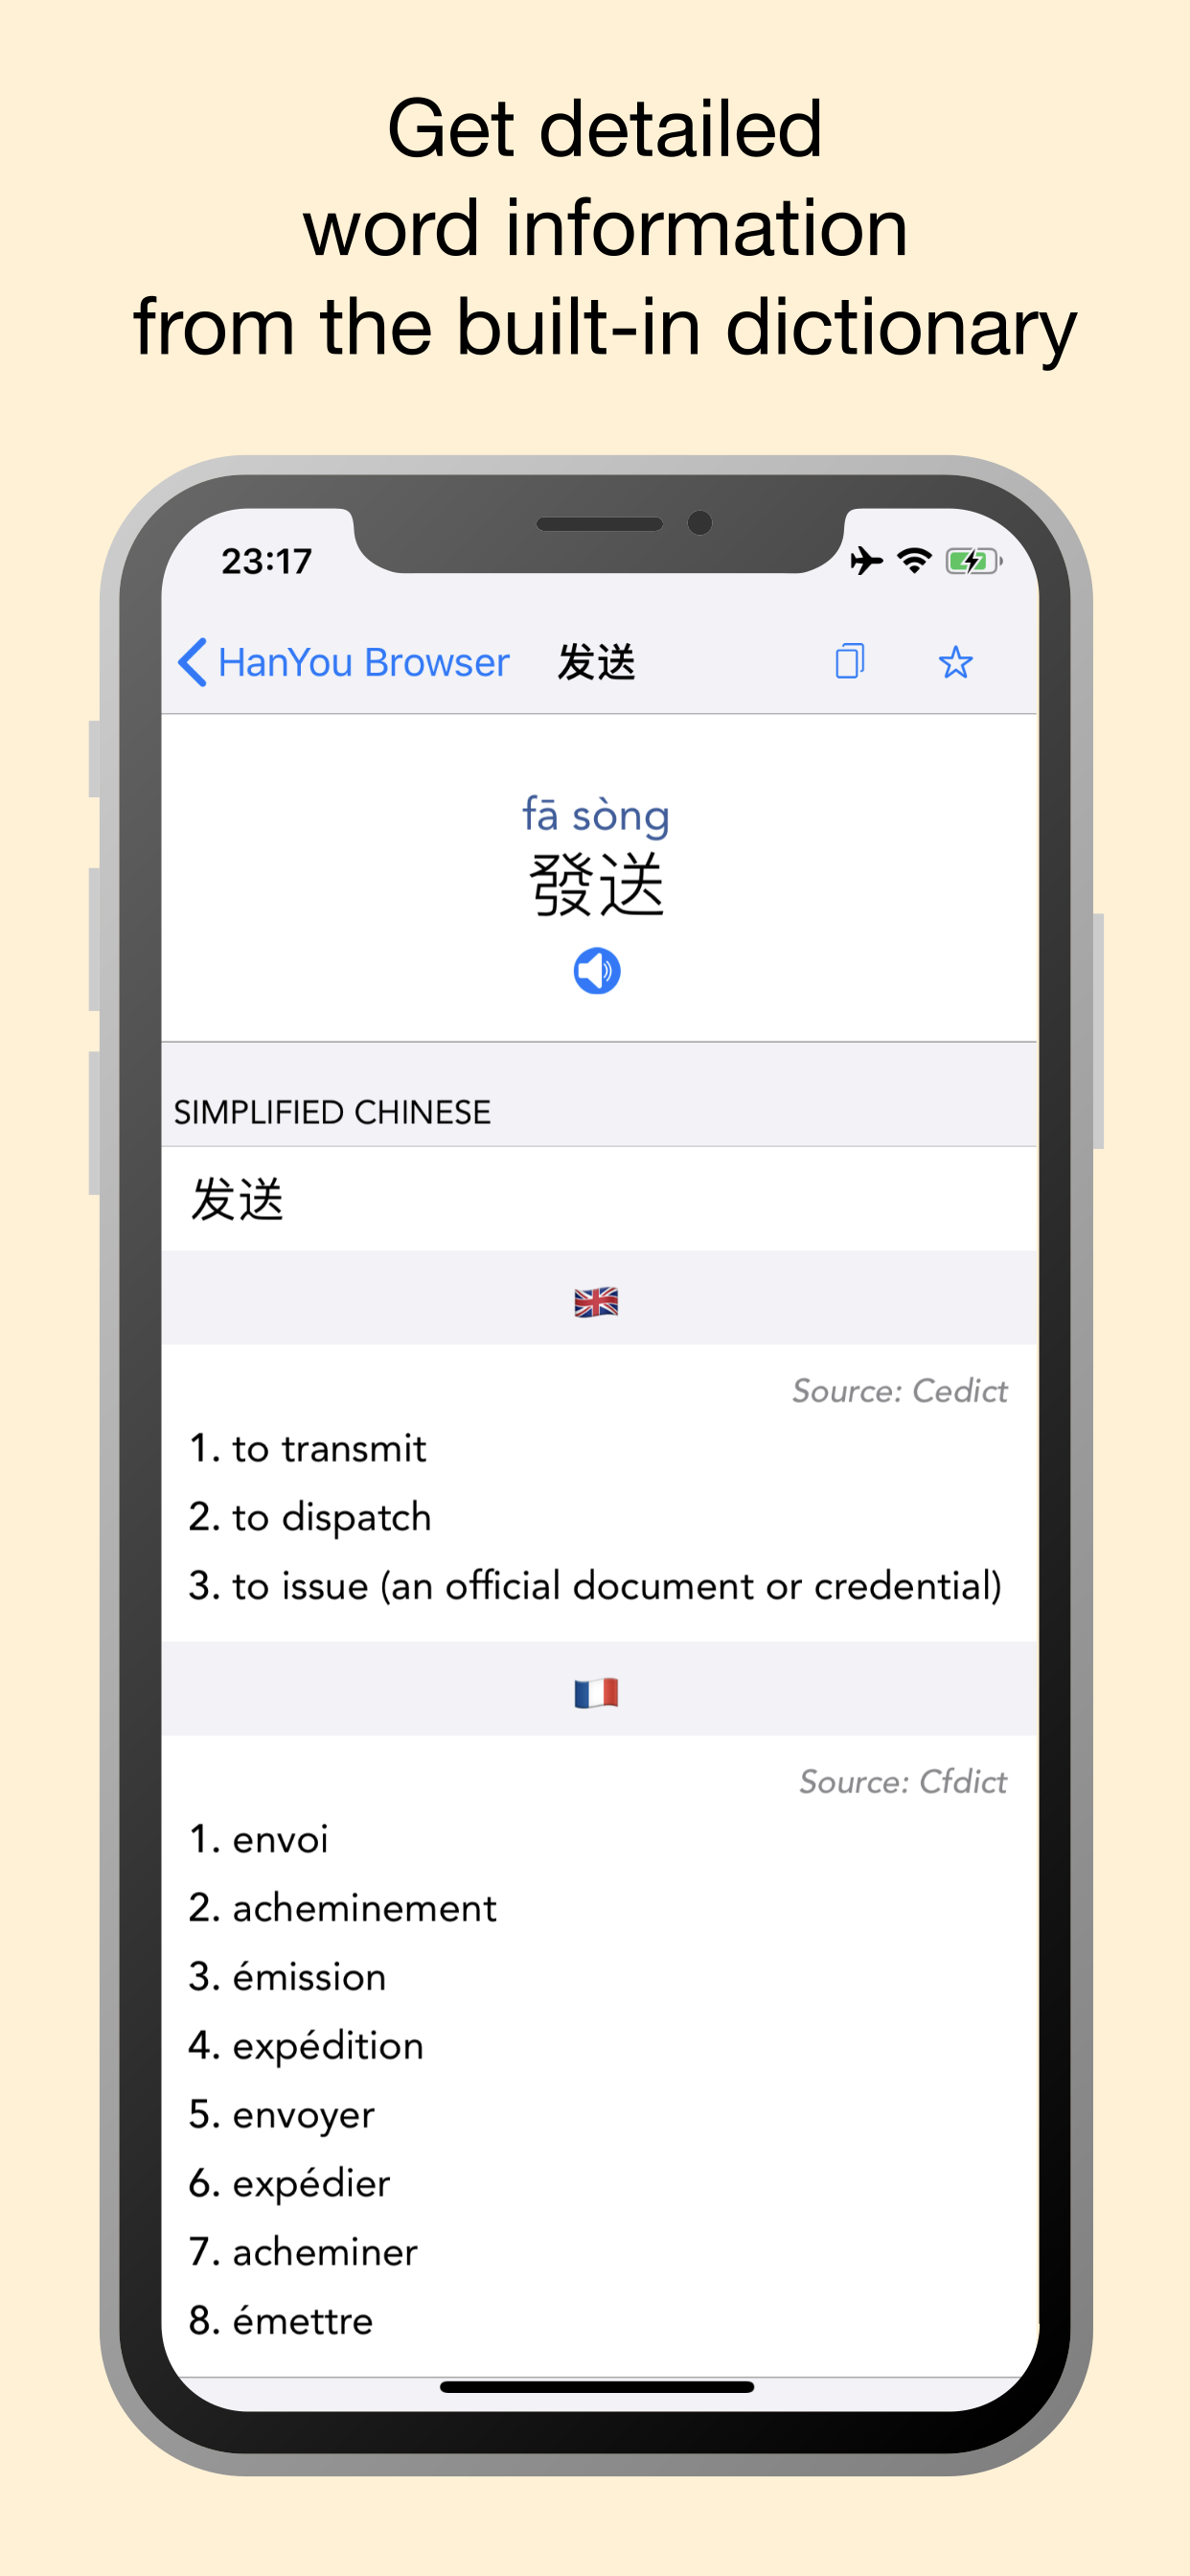 Get detailed
word information
from the built-in dictionary
23:17
HanYou Browser 发送
fā sòng
發送
SIMPLIFIED CHINESE
发送
Source: Cedict
1. to transmit
2. to dispatch
3. to issue (an official document or credential)
Source: Cfdict
1. envoi
2. acheminement
3. émission
4. expédition
5. envoyer
6. expédier
7. acheminer
8. émettre